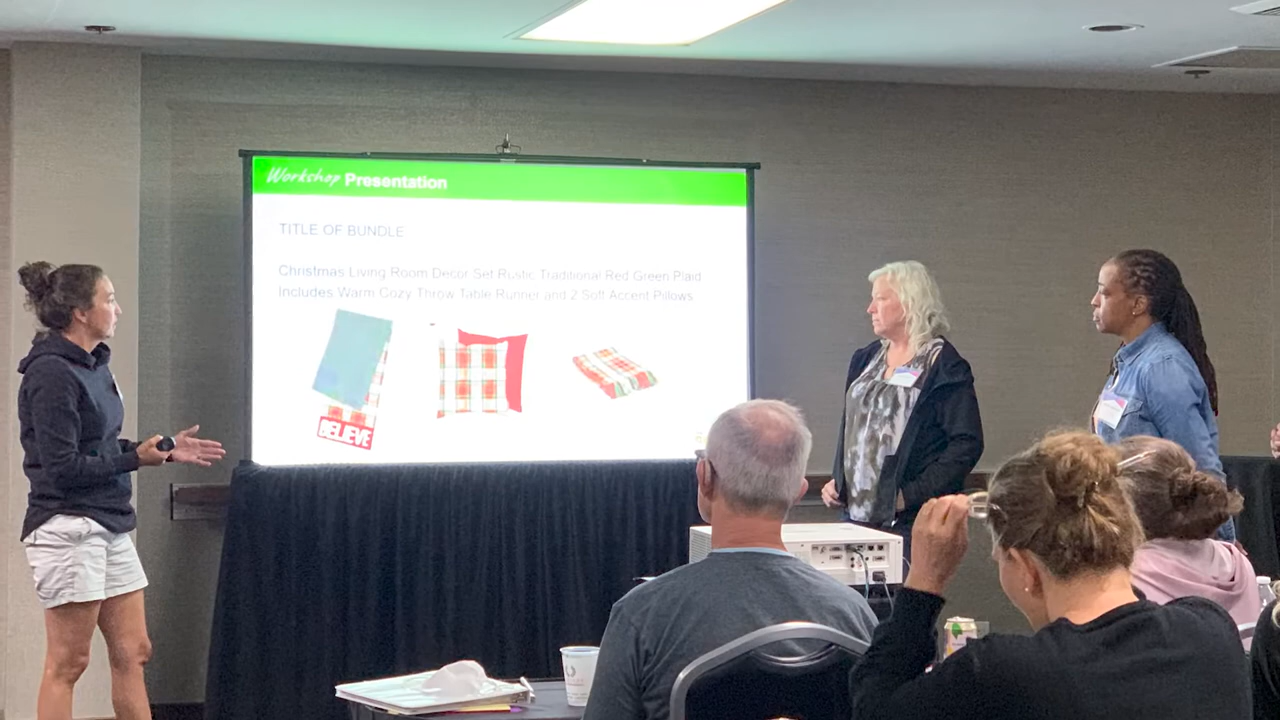 Workshop Presentation
TITLE OF BUNDLE
Christmas Living Room Decor Set Rustic Traditional Red Green Plaid
Includes Warm Cozy Throw Table Runner and 2 Soft Accent Pillows
BELIEVE